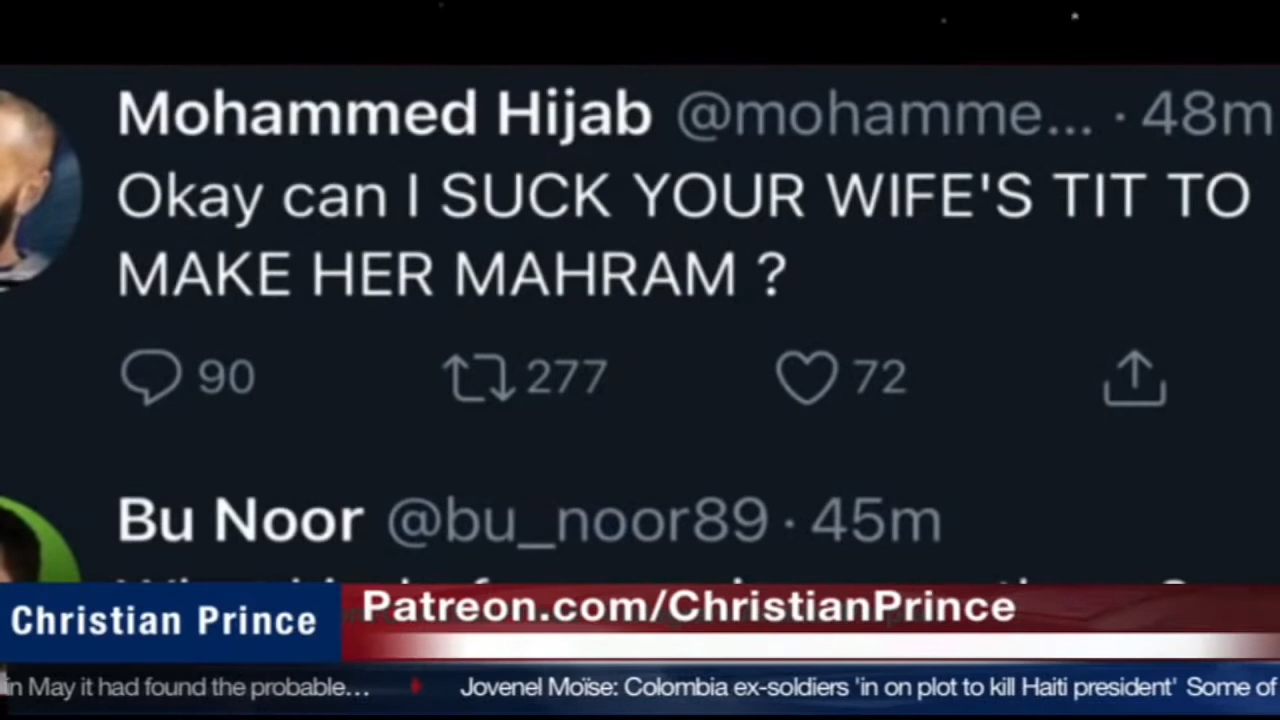 Mohammed Hijab @mohamme... · 48m
Okay can I SUCK YOUR WIFE'S TIT TO
MAKE HER MAHRAM ?
90 277 72
Bu Noor @bu_noor89 · 45m
Christian Prince
Patreon.com/ChristianPrince
in May it had found the probable... Jovenel Moïse: Colombia ex-soldiers 'in on plot to kill Haiti president' Some of